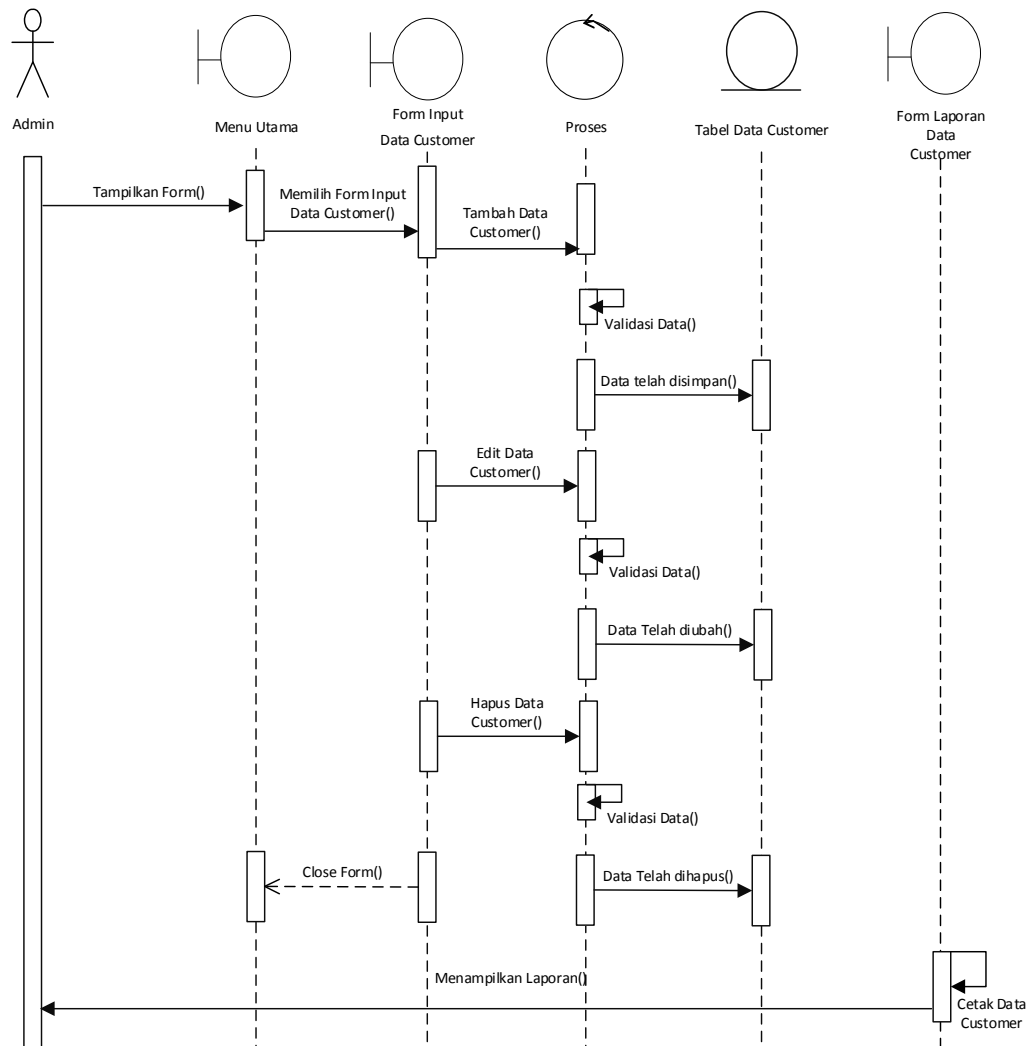 Admin
Menu Utama
Form Input
Data Customer
Proses
Tabel Data Customer
Form Laporan
Data
Customer
Tampilkan Form()
Memilih Form Input
Data Customer()
Tambah Data
Customer()
Validasi Data()
Data telah disimpan()
Edit Data
Customer()
Validasi Data()
Data Telah diubah()
Hapus Data
Customer()
Validasi Data()
Close Form()
Data Telah dihapus()
Menampilkan Laporan()
Cetak Data
Customer